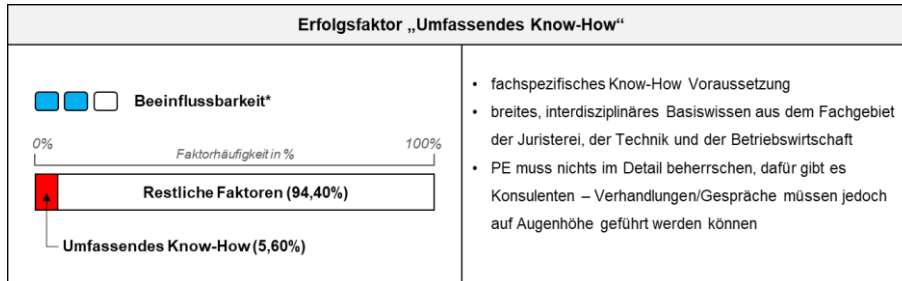 Erfolgsfaktor „Umfassendes Know-How“
Beeinflussbarkeit*
0%
100%
Faktorhäufigkeit in %
Restliche Faktoren (94,40%)
Umfassendes Know-How (5,60%)
• fachspezifisches Know-How Voraussetzung
• breites, interdisziplinäres Basiswissen aus dem Fachgebiet
der Juristerei, der Technik und der Betriebswirtschaft
• PE muss nichts im Detail beherrschen, dafür gibt es
Konsulenten – Verhandlungen/Gespräche müssen jedoch
auf Augenhöhe geführt werden können